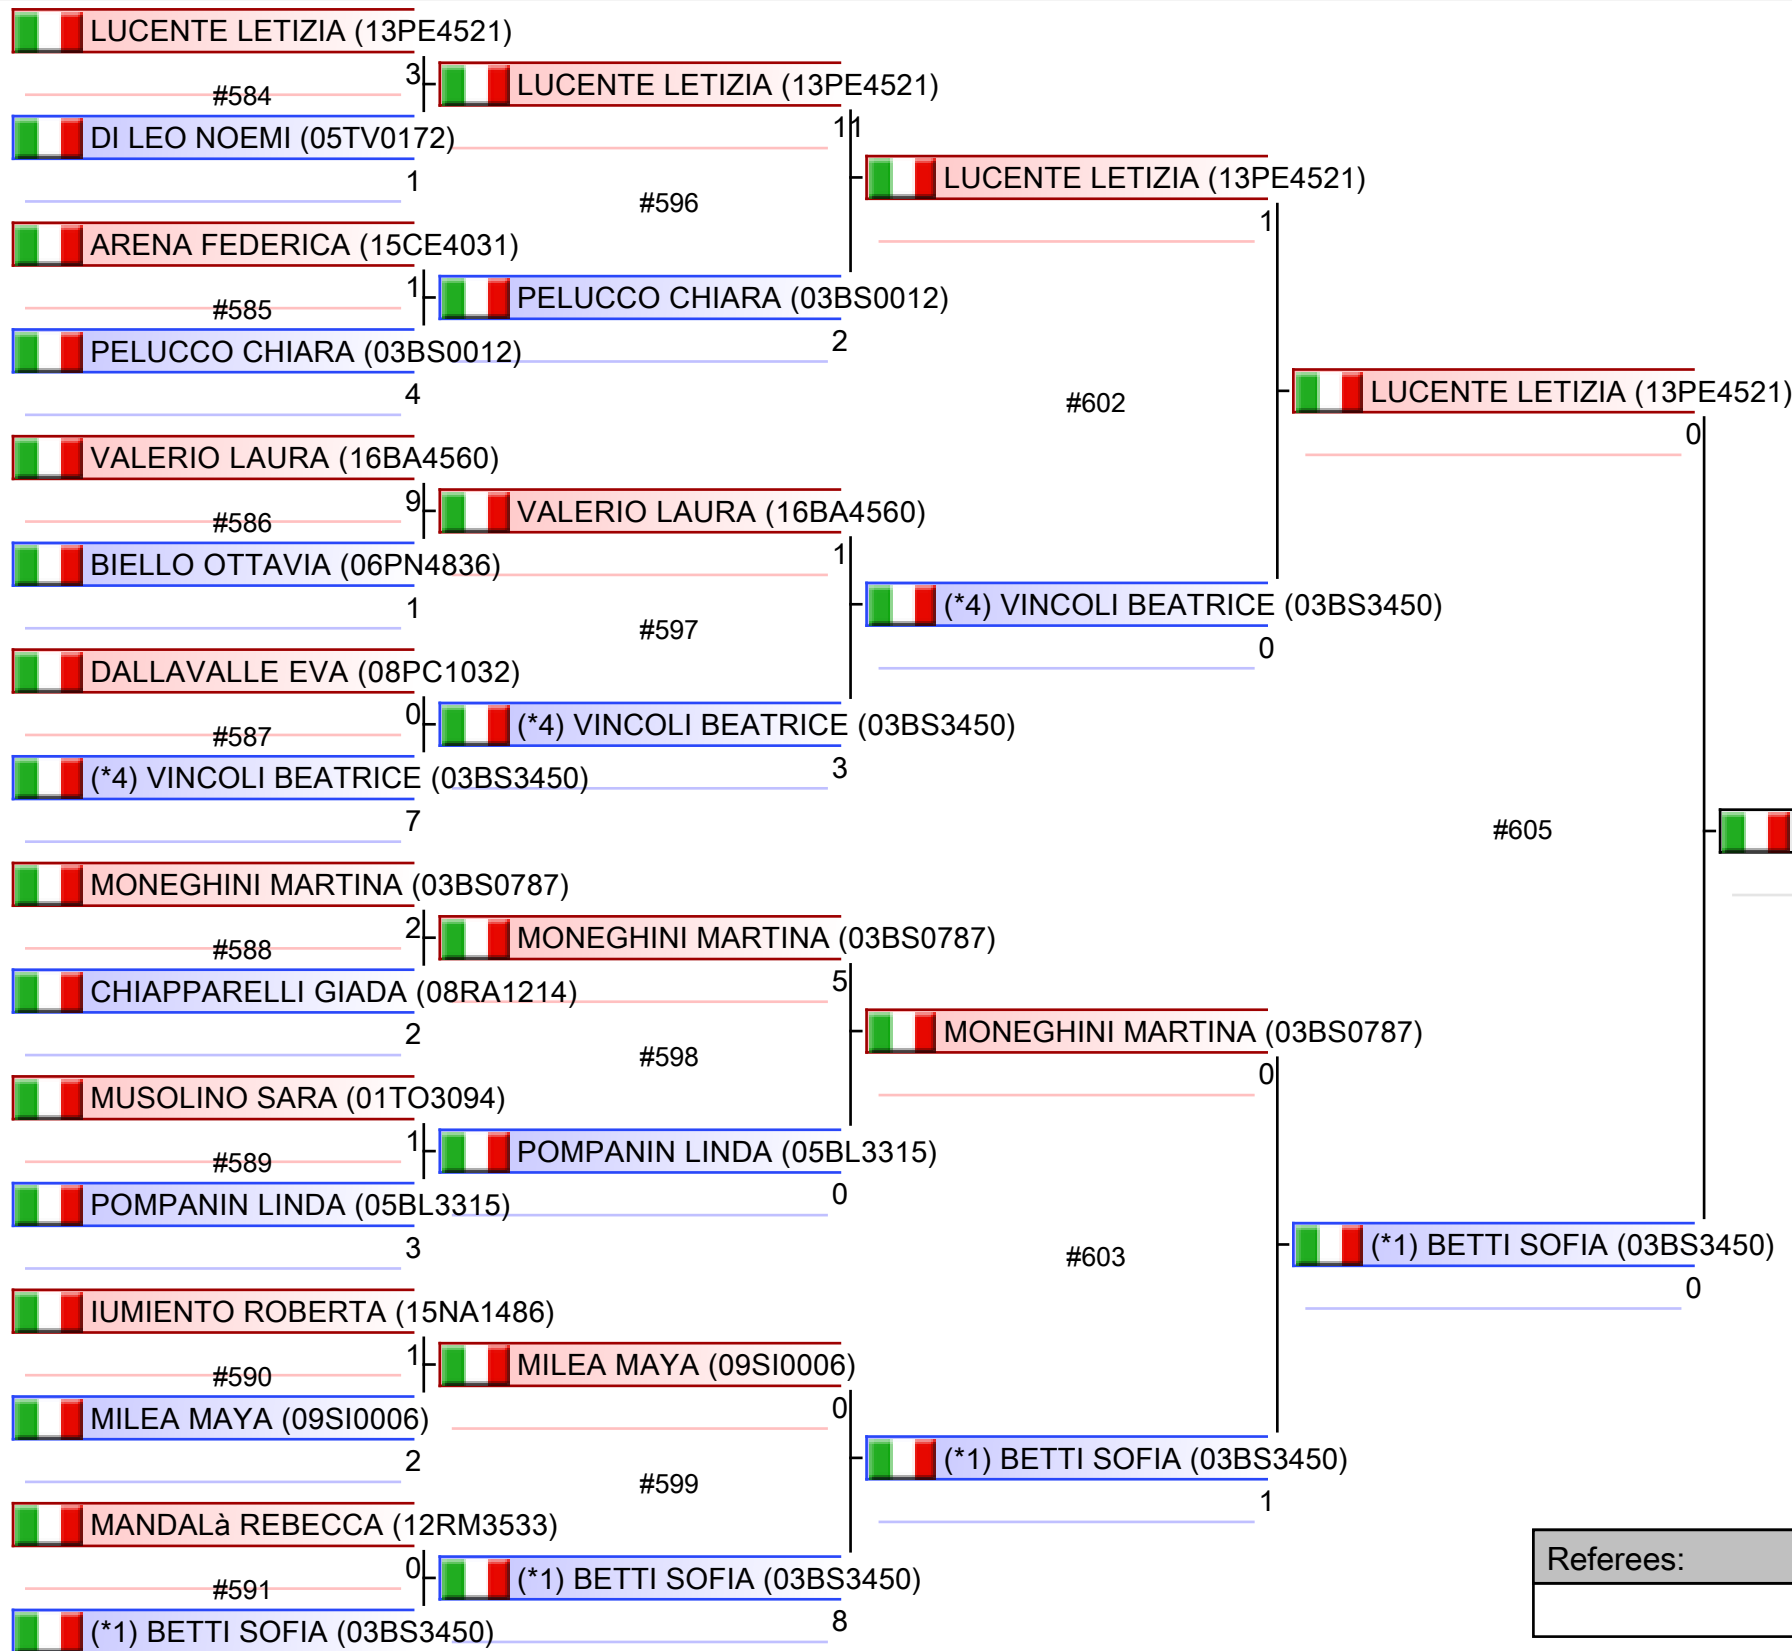 LUCENTE LETIZIA (13PE4521)
3
#584
DI LEO NOEMI (05TV0172)
1
ARENA FEDERICA (15CE4031)
1
#585
PELUCCO CHIARA (03BS0012)
4
VALERIO LAURA (16BA4560)
9
#586
BIELLO OTTAVIA (06PN4836)
1
DALLAVALLE EVA (08PC1032)
0
#587
(*4) VINCOLI BEATRICE (03BS3450)
7
MONEGHINI MARTINA (03BS0787)
2
#588
CHIAPPARELLI GIADA (08RA1214)
2
MUSOLINO SARA (01TO3094)
1
#589
POMPANIN LINDA (05BL3315)
3
IUMIENTO ROBERTA (15NA1486)
1
#590
MILEA MAYA (09SI0006)
2
MANDALà REBECCA (12RM3533)
0
#591
(*1) BETTI SOFIA (03BS3450)
LUCENTE LETIZIA (13PE4521)
11
#596
PELUCCO CHIARA (03BS0012)
2
VALERIO LAURA (16BA4560)
1
#597
(*4) VINCOLI BEATRICE (03BS3450)
3
MONEGHINI MARTINA (03BS0787)
5
#598
POMPANIN LINDA (05BL3315)
0
MILEA MAYA (09SI0006)
0
#599
(*1) BETTI SOFIA (03BS3450)
8
LUCENTE LETIZIA (13PE4521)
1
#602
(*4) VINCOLI BEATRICE (03BS3450)
0
MONEGHINI MARTINA (03BS0787)
0
#603
(*1) BETTI SOFIA (03BS3450)
1
LUCENTE LETIZIA (13PE4521)
0
#605
(*1) BETTI SOFIA (03BS3450)
0
Referees: